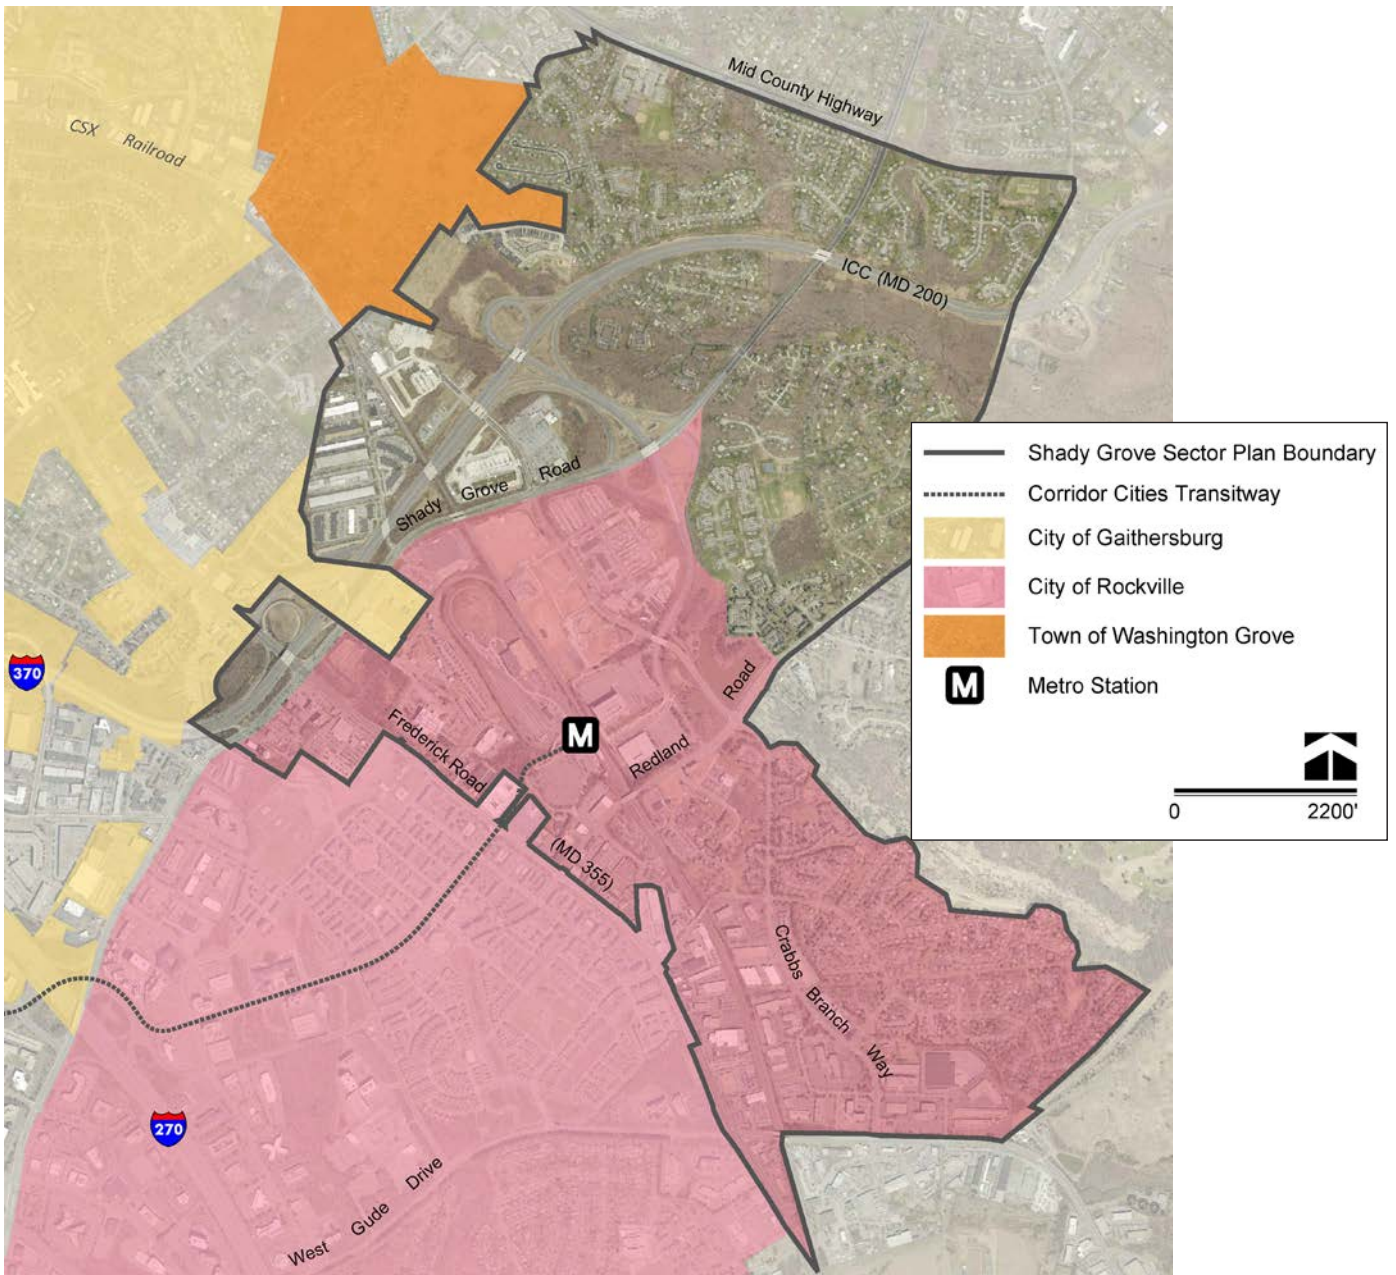 Mid County Highway
CSX Railroad
ICC (MD 200)
Shady Grove Road
Shady Grove Sector Plan Boundary
Corridor Cities Transitway
City of Gaithersburg
City of Rockville
Town of Washington Grove
M Metro Station
0 2200'
370
Redland Road
Frederick Road
M
(MD 355)
Crabbs Branch Way
270
West Gude Drive